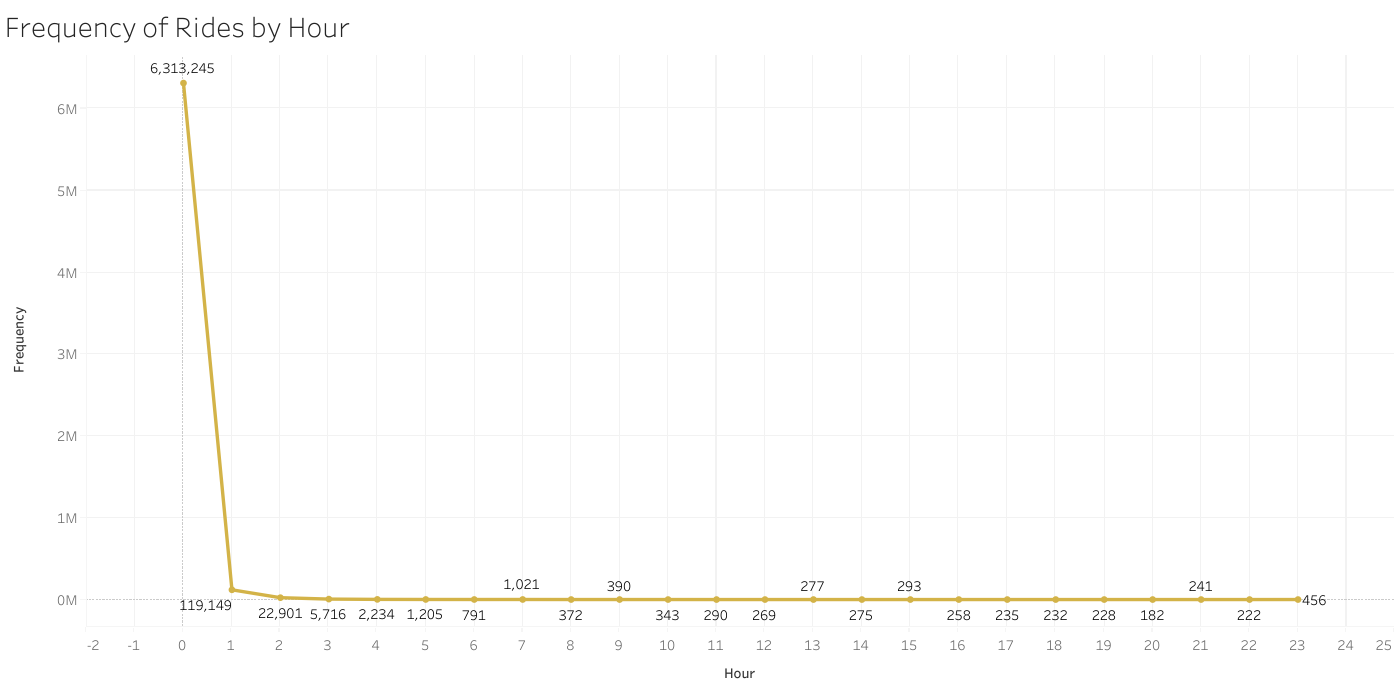 Frequency of Rides by Hour
6,313,245
6M
5M
4M
3M
Frequency
2M
1M
1,021 390 277 293 241
0M
456
119,149 22,901 5,716 2,234 1,205 791 372 343 290 269 275 258 235 232 228 182 222
-2 -1 0 1 2 3 4 5 6 7 8 9 10 11 12 13 14 15 16 17 18 19 20 21 22 23 24 25
Hour